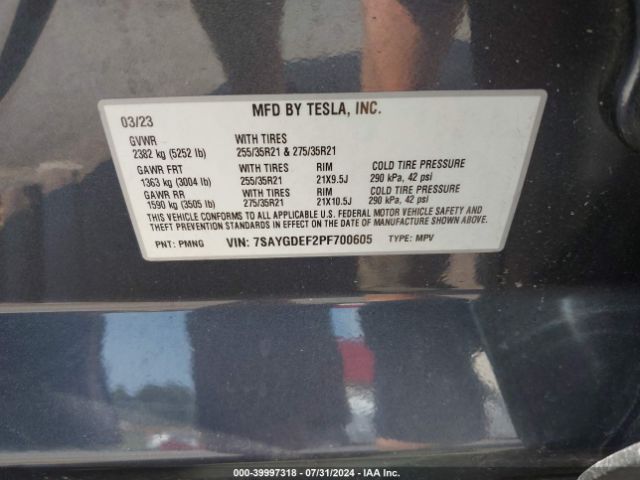 03/23 MFD BY TESLA, INC.
GVWR WITH TIRES
2382 kg (5252 lb) 255/35R21 & 275/35R21
GAWR FRT WITH TIRES RIM COLD TIRE PRESSURE
1363 kg (3004 lb) 255/35R21 21X9.5J 290 kPa, 42 psi
GAWR RR WITH TIRES RIM COLD TIRE PRESSURE
1590 kg (3505 lb) 275/35R21 21X10.5J 290 kPa, 42 psi
THIS VEHICLE CONFORMS TO ALL APPLICABLE U.S. FEDERAL MOTOR VEHICLE SAFETY AND
THEFT PREVENTION STANDARDS IN EFFECT ON THE DATE OF MANUFACTURE SHOWN ABOVE.
PNT: PMNG VIN: 7SAYGDEF2PF700605 TYPE: MPV
000-39997318 - 07/31/2024 - IAA Inc.